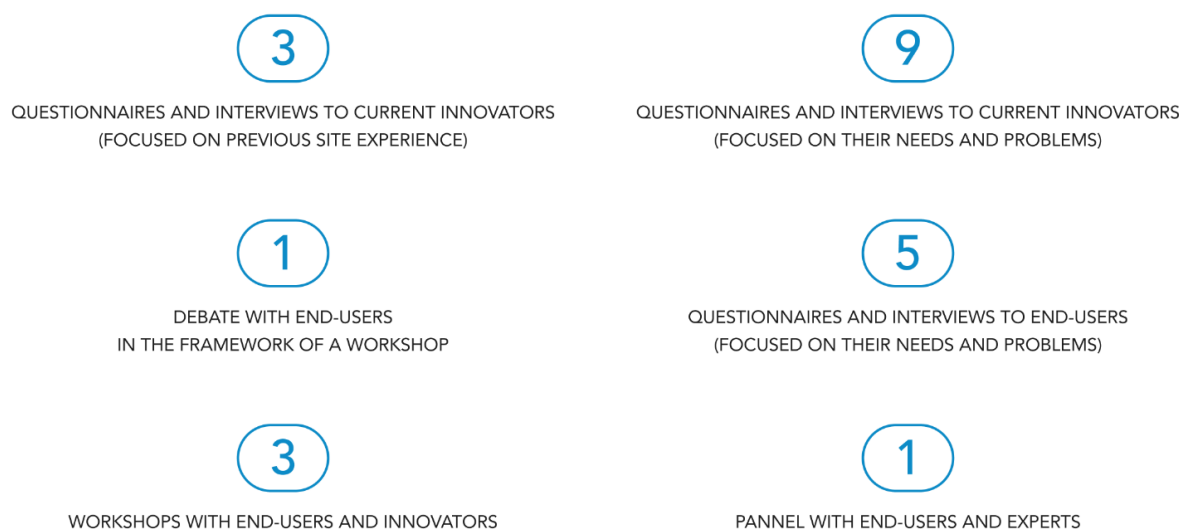 3
QUESTIONNAIRES AND INTERVIEWS TO CURRENT INNOVATORS
(FOCUSED ON PREVIOUS SITE EXPERIENCE)
9
QUESTIONNAIRES AND INTERVIEWS TO CURRENT INNOVATORS
(FOCUSED ON THEIR NEEDS AND PROBLEMS)
1
DEBATE WITH END-USERS
IN THE FRAMEWORK OF A WORKSHOP
5
QUESTIONNAIRES AND INTERVIEWS TO END-USERS
(FOCUSED ON THEIR NEEDS AND PROBLEMS)
3
WORKSHOPS WITH END-USERS AND INNOVATORS
1
PANNEL WITH END-USERS AND EXPERTS